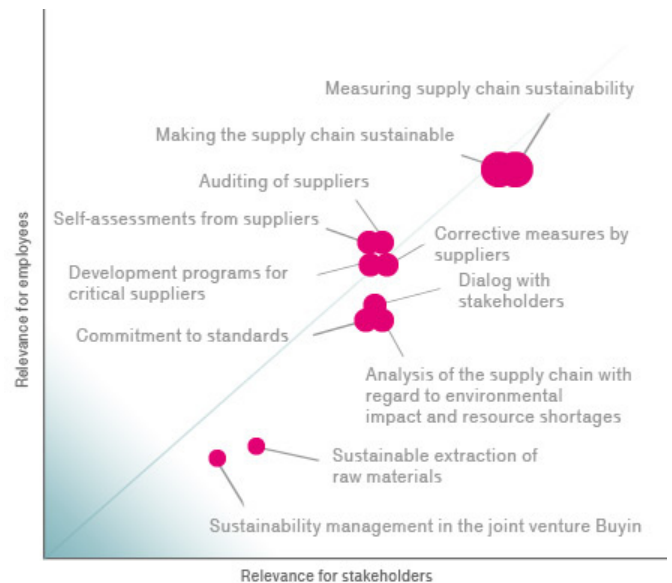 Measuring supply chain sustainability
Making the supply chain sustainable
Auditing of suppliers
Self-assessments from suppliers
Corrective measures by
suppliers
Development programs for
critical suppliers
Dialog with
stakeholders
Commitment to standards
Analysis of the supply chain with
regard to environmental
impact and resource shortages
Sustainable extraction of
raw materials
Sustainability management in the joint venture Buyin
Relevance for employees
Relevance for stakeholders